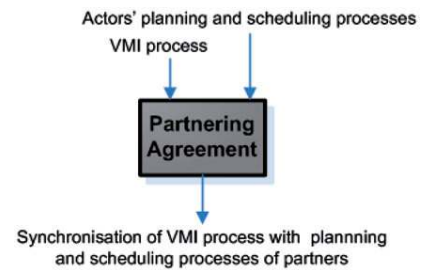 Actors' planning and scheduling processes
VMI process
Partnering
Agreement
Synchronisation of VMI process with plannning
and scheduling processes of partners